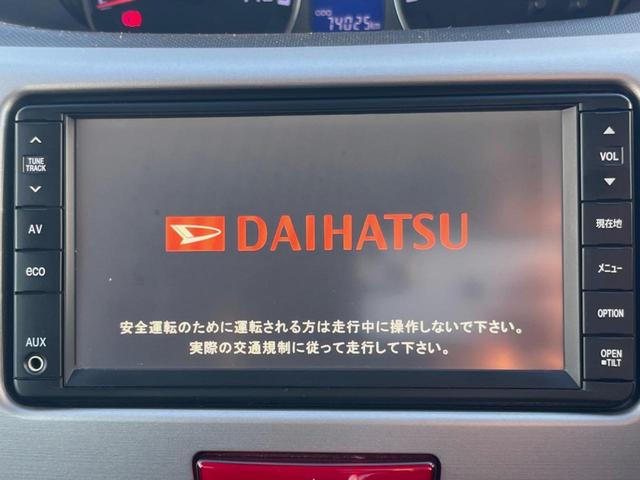 ODO 74025km
TUNE
TRACK
AV
eco
AUX
DAIHATSU
安全運転のために運転される方は走行中に操作しないで下さい。
実際の交通規制に従って走行して下さい。
VOL
現在地
メニュー
OPTION
OPEN
TILT